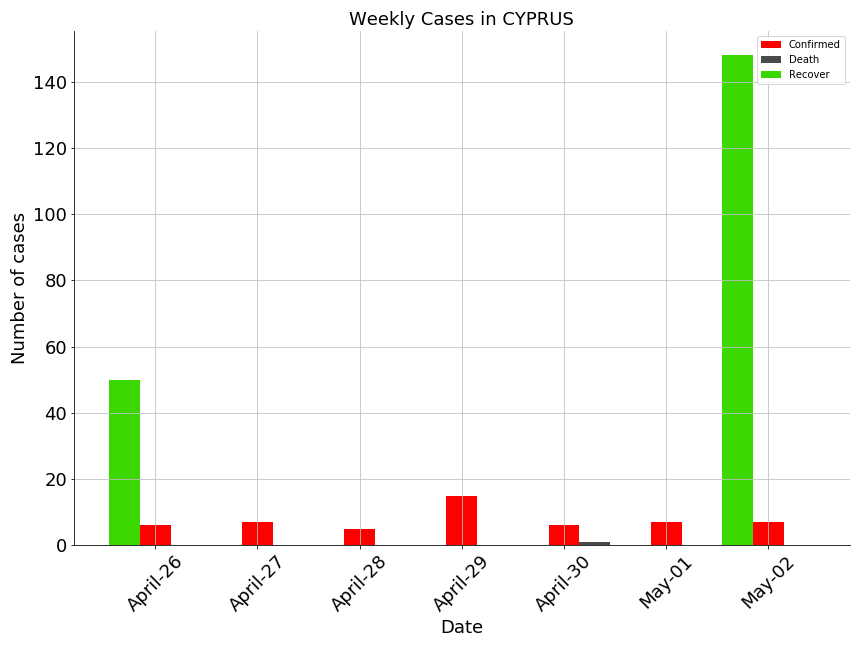 Weekly Cases in CYPRUS
Confirmed
Death
Recover
Number of cases
140
120
100
80
60
40
20
0
April-26
April-27
April-28
April-29
April-30
May-01
May-02
Date